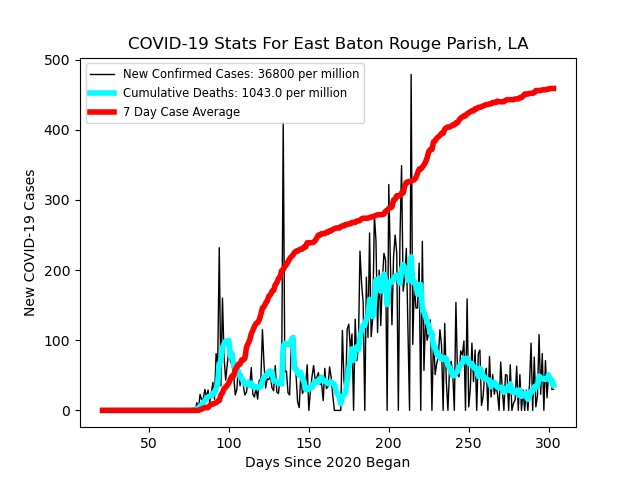 COVID-19 Stats For East Baton Rouge Parish, LA
New Confirmed Cases: 36800 per million
Cumulative Deaths: 1043.0 per million
7 Day Case Average
New COVID-19 Cases
500
400
300
200
100
0
50 100 150 200 250 300
Days Since 2020 Began